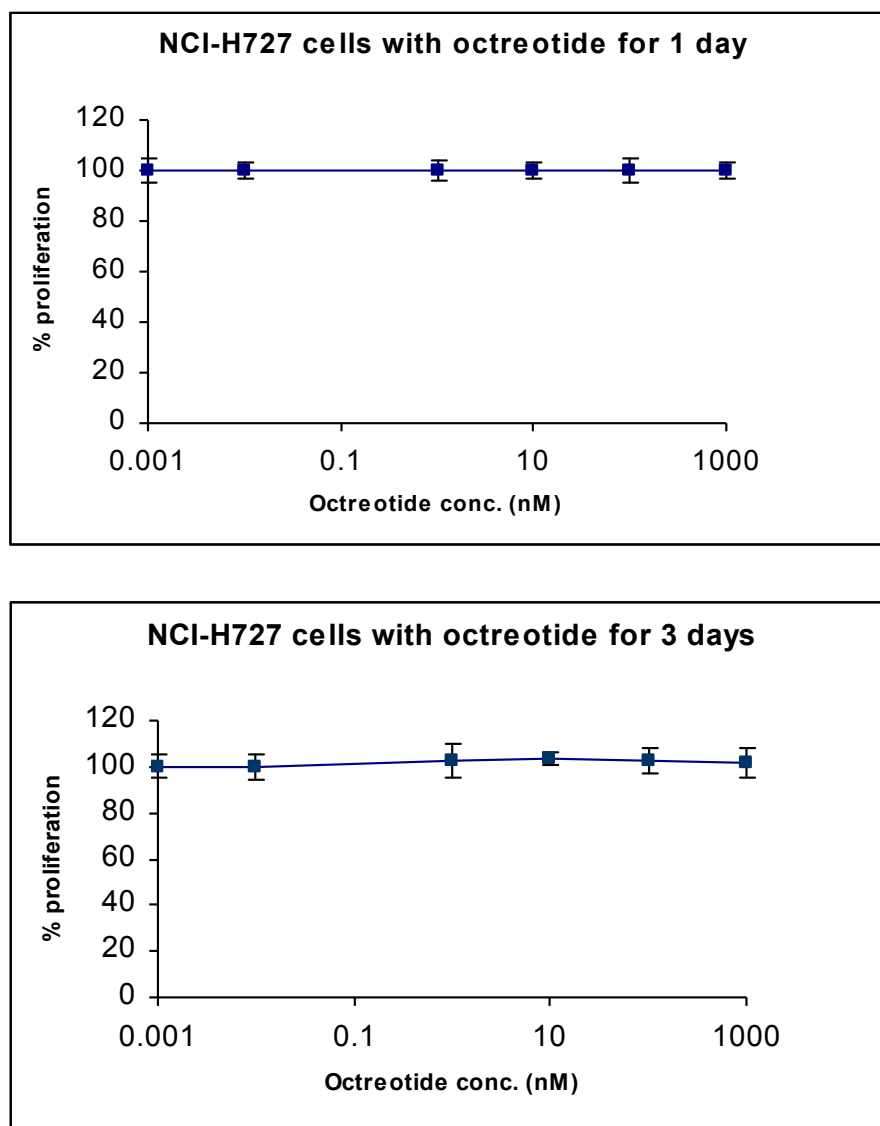 NCI-H727 cells with octreotide for 1 day
120
100
80
60
40
20
0
% proliferation
0.001 0.1 10 1000
Octreotide conc. (nM)
NCI-H727 cells with octreotide for 3 days
120
100
80
60
40
20
0
% proliferation
0.001 0.1 10 1000
Octreotide conc. (nM)